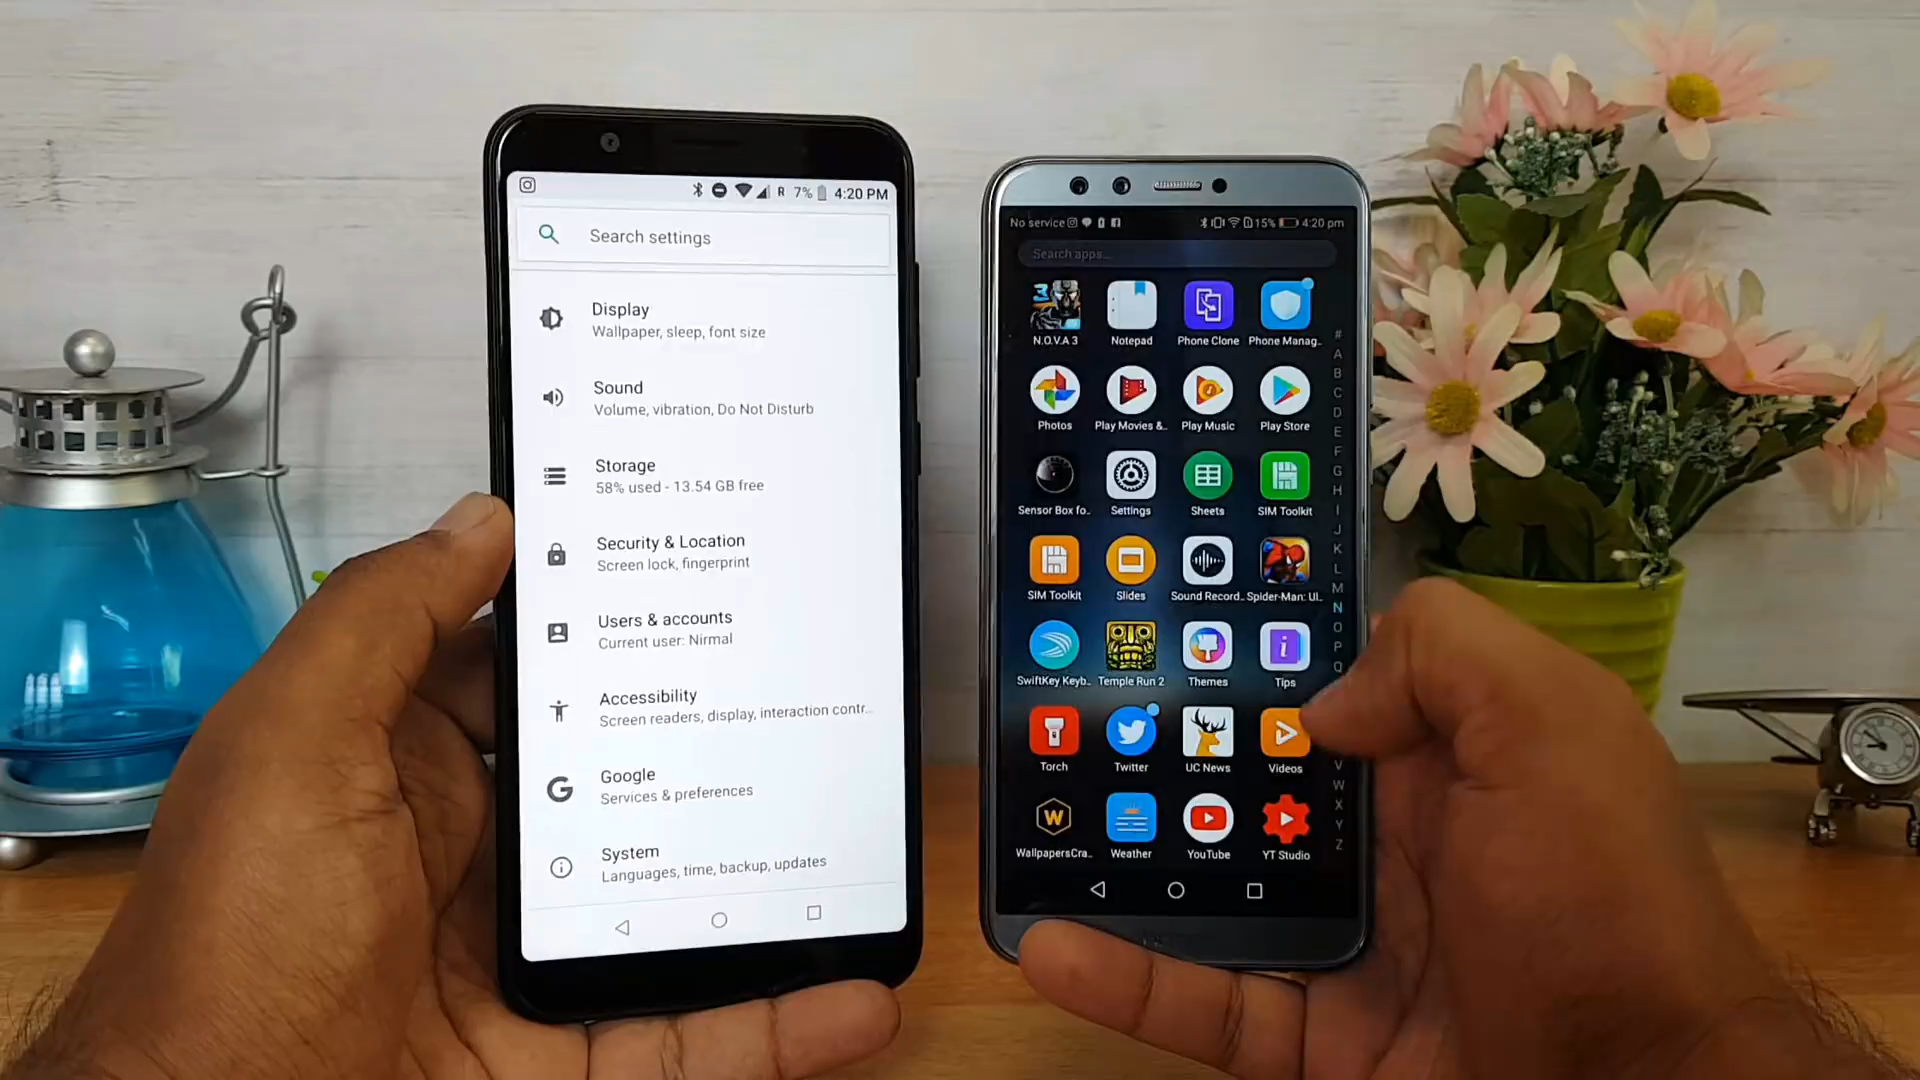 R 7% 4:20 PM
Search settings
Display
Wallpaper, sleep, font size
Sound
Volume, vibration, Do Not Disturb
Storage
58% used - 13.54 GB free
Security & Location
Screen lock, fingerprint
Users & accounts
Current user: Nirmal
Accessibility
Screen readers, display, interaction contr...
Google
Services & preferences
System
Languages, time, backup, updates
No service 15% 4:20 pm
Search apps...
N.O.V.A 3 Notepad Phone Clone Phone Manag..
Photos Play Movies &.. Play Music Play Store
Sensor Box fo.. Settings Sheets SIM Toolkit
SIM Toolkit Slides Sound Record.. Spider-Man: Ul..
SwiftKey Keyb.. Temple Run 2 Themes Tips
Torch Twitter UC News Videos
W
WallpapersCra.. Weather YouTube YT Studio
#
A
B
C
D
E
F
G
H
I
J
K
L
M
N
O
P
Q
V
W
X
Y
Z